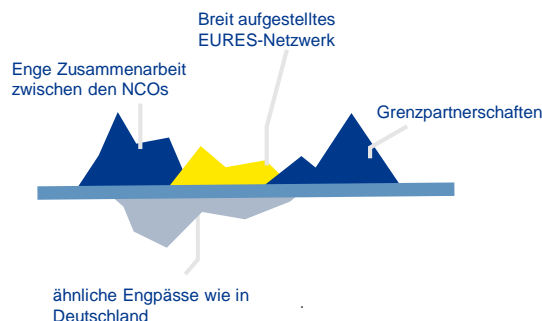 Breit aufgestelltes
EURES-Netzwerk
Enge Zusammenarbeit
zwischen den NCOs
Grenzpartnerschaften
ähnliche Engpässe wie in
Deutschland
.